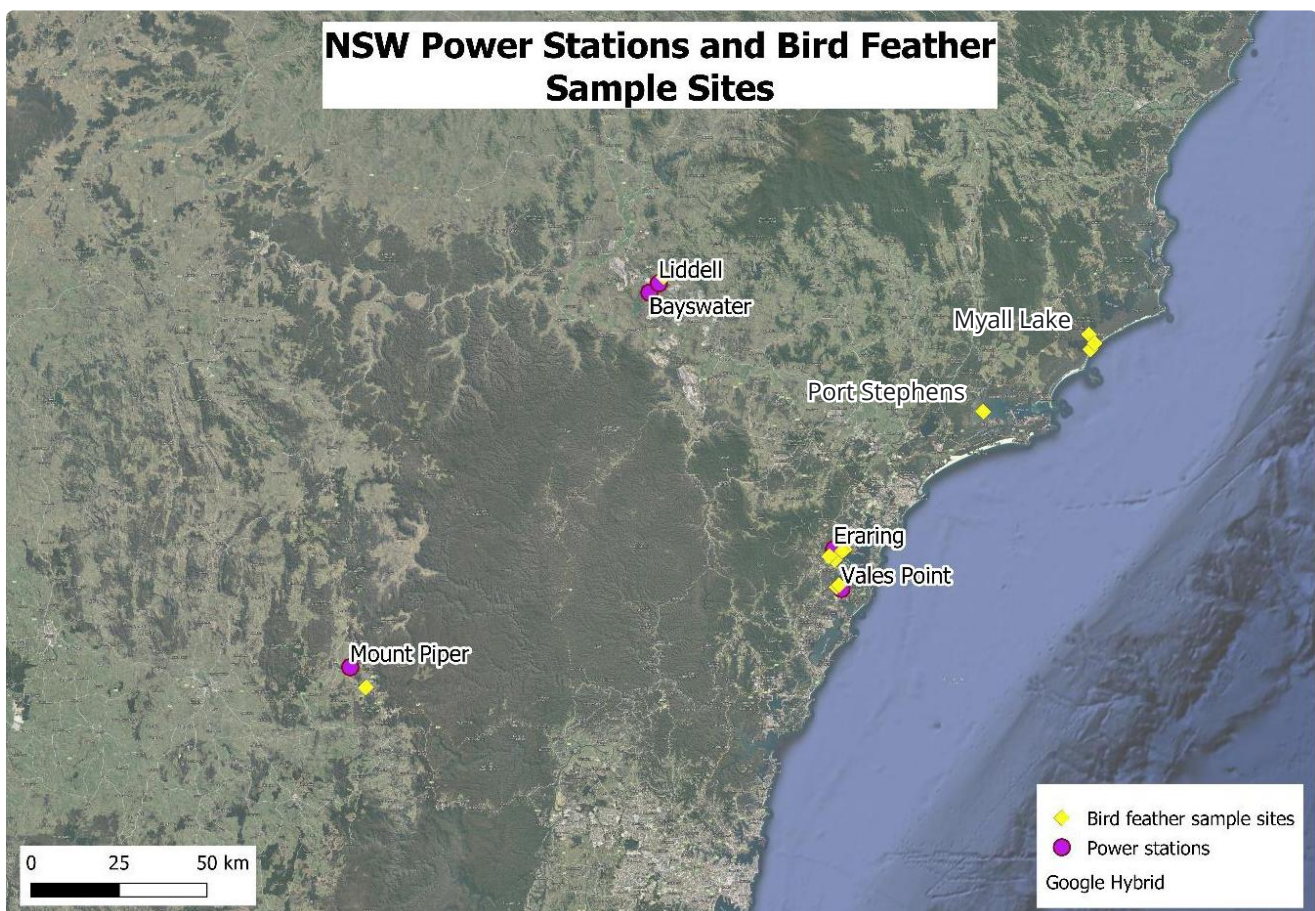 NSW Power Stations and Bird Feather
Sample Sites
Liddell
Bayswater
Myall Lake
Port Stephens
Eraring
Vales Point
Mount Piper
0 25 50 km
Bird feather sample sites
Power stations
Google Hybrid